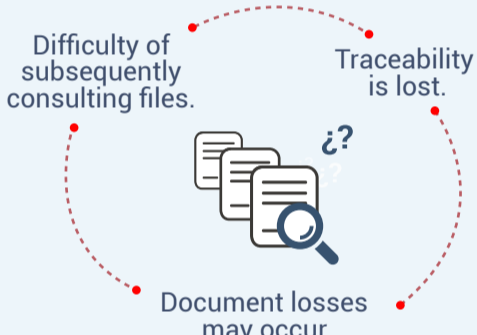 Difficulty of
subsequently
consulting files.
Traceability
is lost.
¿?
¿?
Document losses
may occur